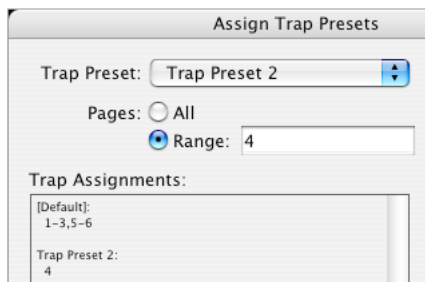 Assign Trap Presets
Trap Preset: Trap Preset 2
Pages: All
Range: 4
Trap Assignments:
[Default]:
1-3,5-6
Trap Preset 2:
4